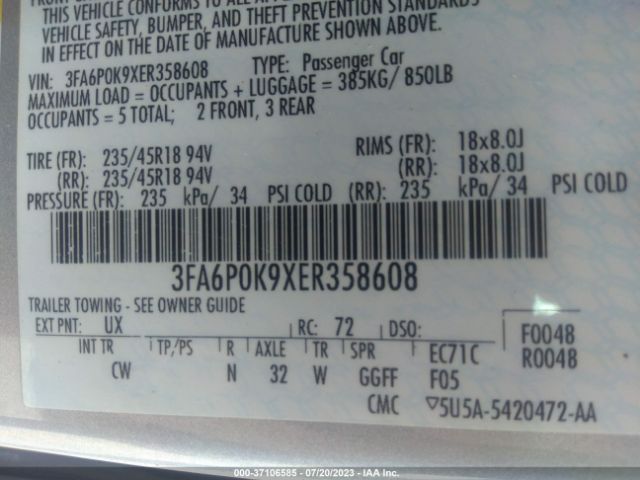 THIS VEHICLE CONFORMS TO ALL APPL
VEHICLE SAFETY, BUMPER, AND THEFT PREVENTION STANDARDS
IN EFFECT ON THE DATE OF MANUFACTURE SHOWN ABOVE.
VIN: 3FA6P0K9XER358608 TYPE: Passenger Car
MAXIMUM LOAD = OCCUPANTS + LUGGAGE = 385KG/ 850LB
OCCUPANTS = 5 TOTAL; 2 FRONT, 3 REAR
TIRE (FR): 235/45R18 94V RIMS (FR): 18x8.0J
(RR): 235/45R18 94V (RR): 18x8.0J
PRESSURE (FR): 235 kPa/ 34 PSI COLD (RR): 235 kPa/ 34 PSI COLD
3FA6P0K9XER358608
TRAILER TOWING - SEE OWNER GUIDE
EXT PNT: UX RC: 72 DSO: F0048
INT TR TP/PS R AXLE TR SPR EC71C R0048
CW N 32 W GGFF F05
CMC ▽5U5A-5420472-AA
000-37106585 - 07/20/2023 - IAA Inc.